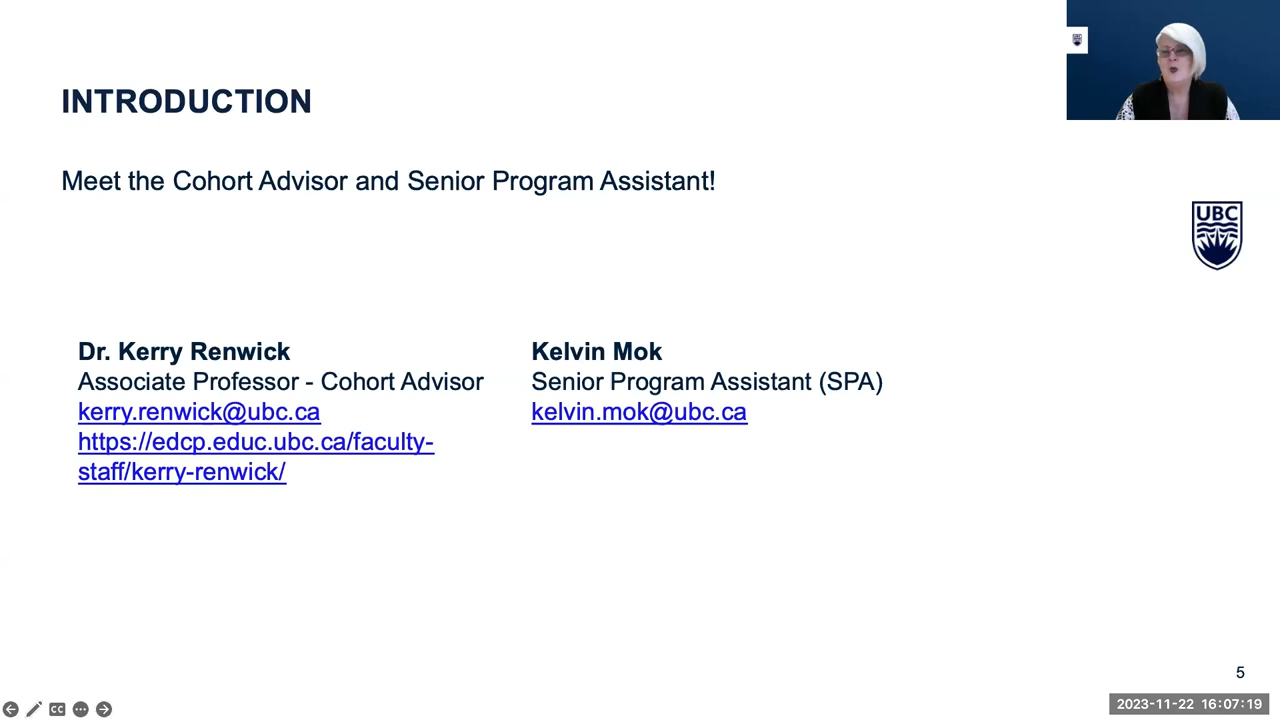 INTRODUCTION
Meet the Cohort Advisor and Senior Program Assistant!
UBC
Dr. Kerry Renwick
Associate Professor - Cohort Advisor
kerry.renwick@ubc.ca
https://edcp.educ.ubc.ca/faculty-
staff/kerry-renwick/
Kelvin Mok
Senior Program Assistant (SPA)
kelvin.mok@ubc.ca
5
CC
2023-11-22 16:07:19